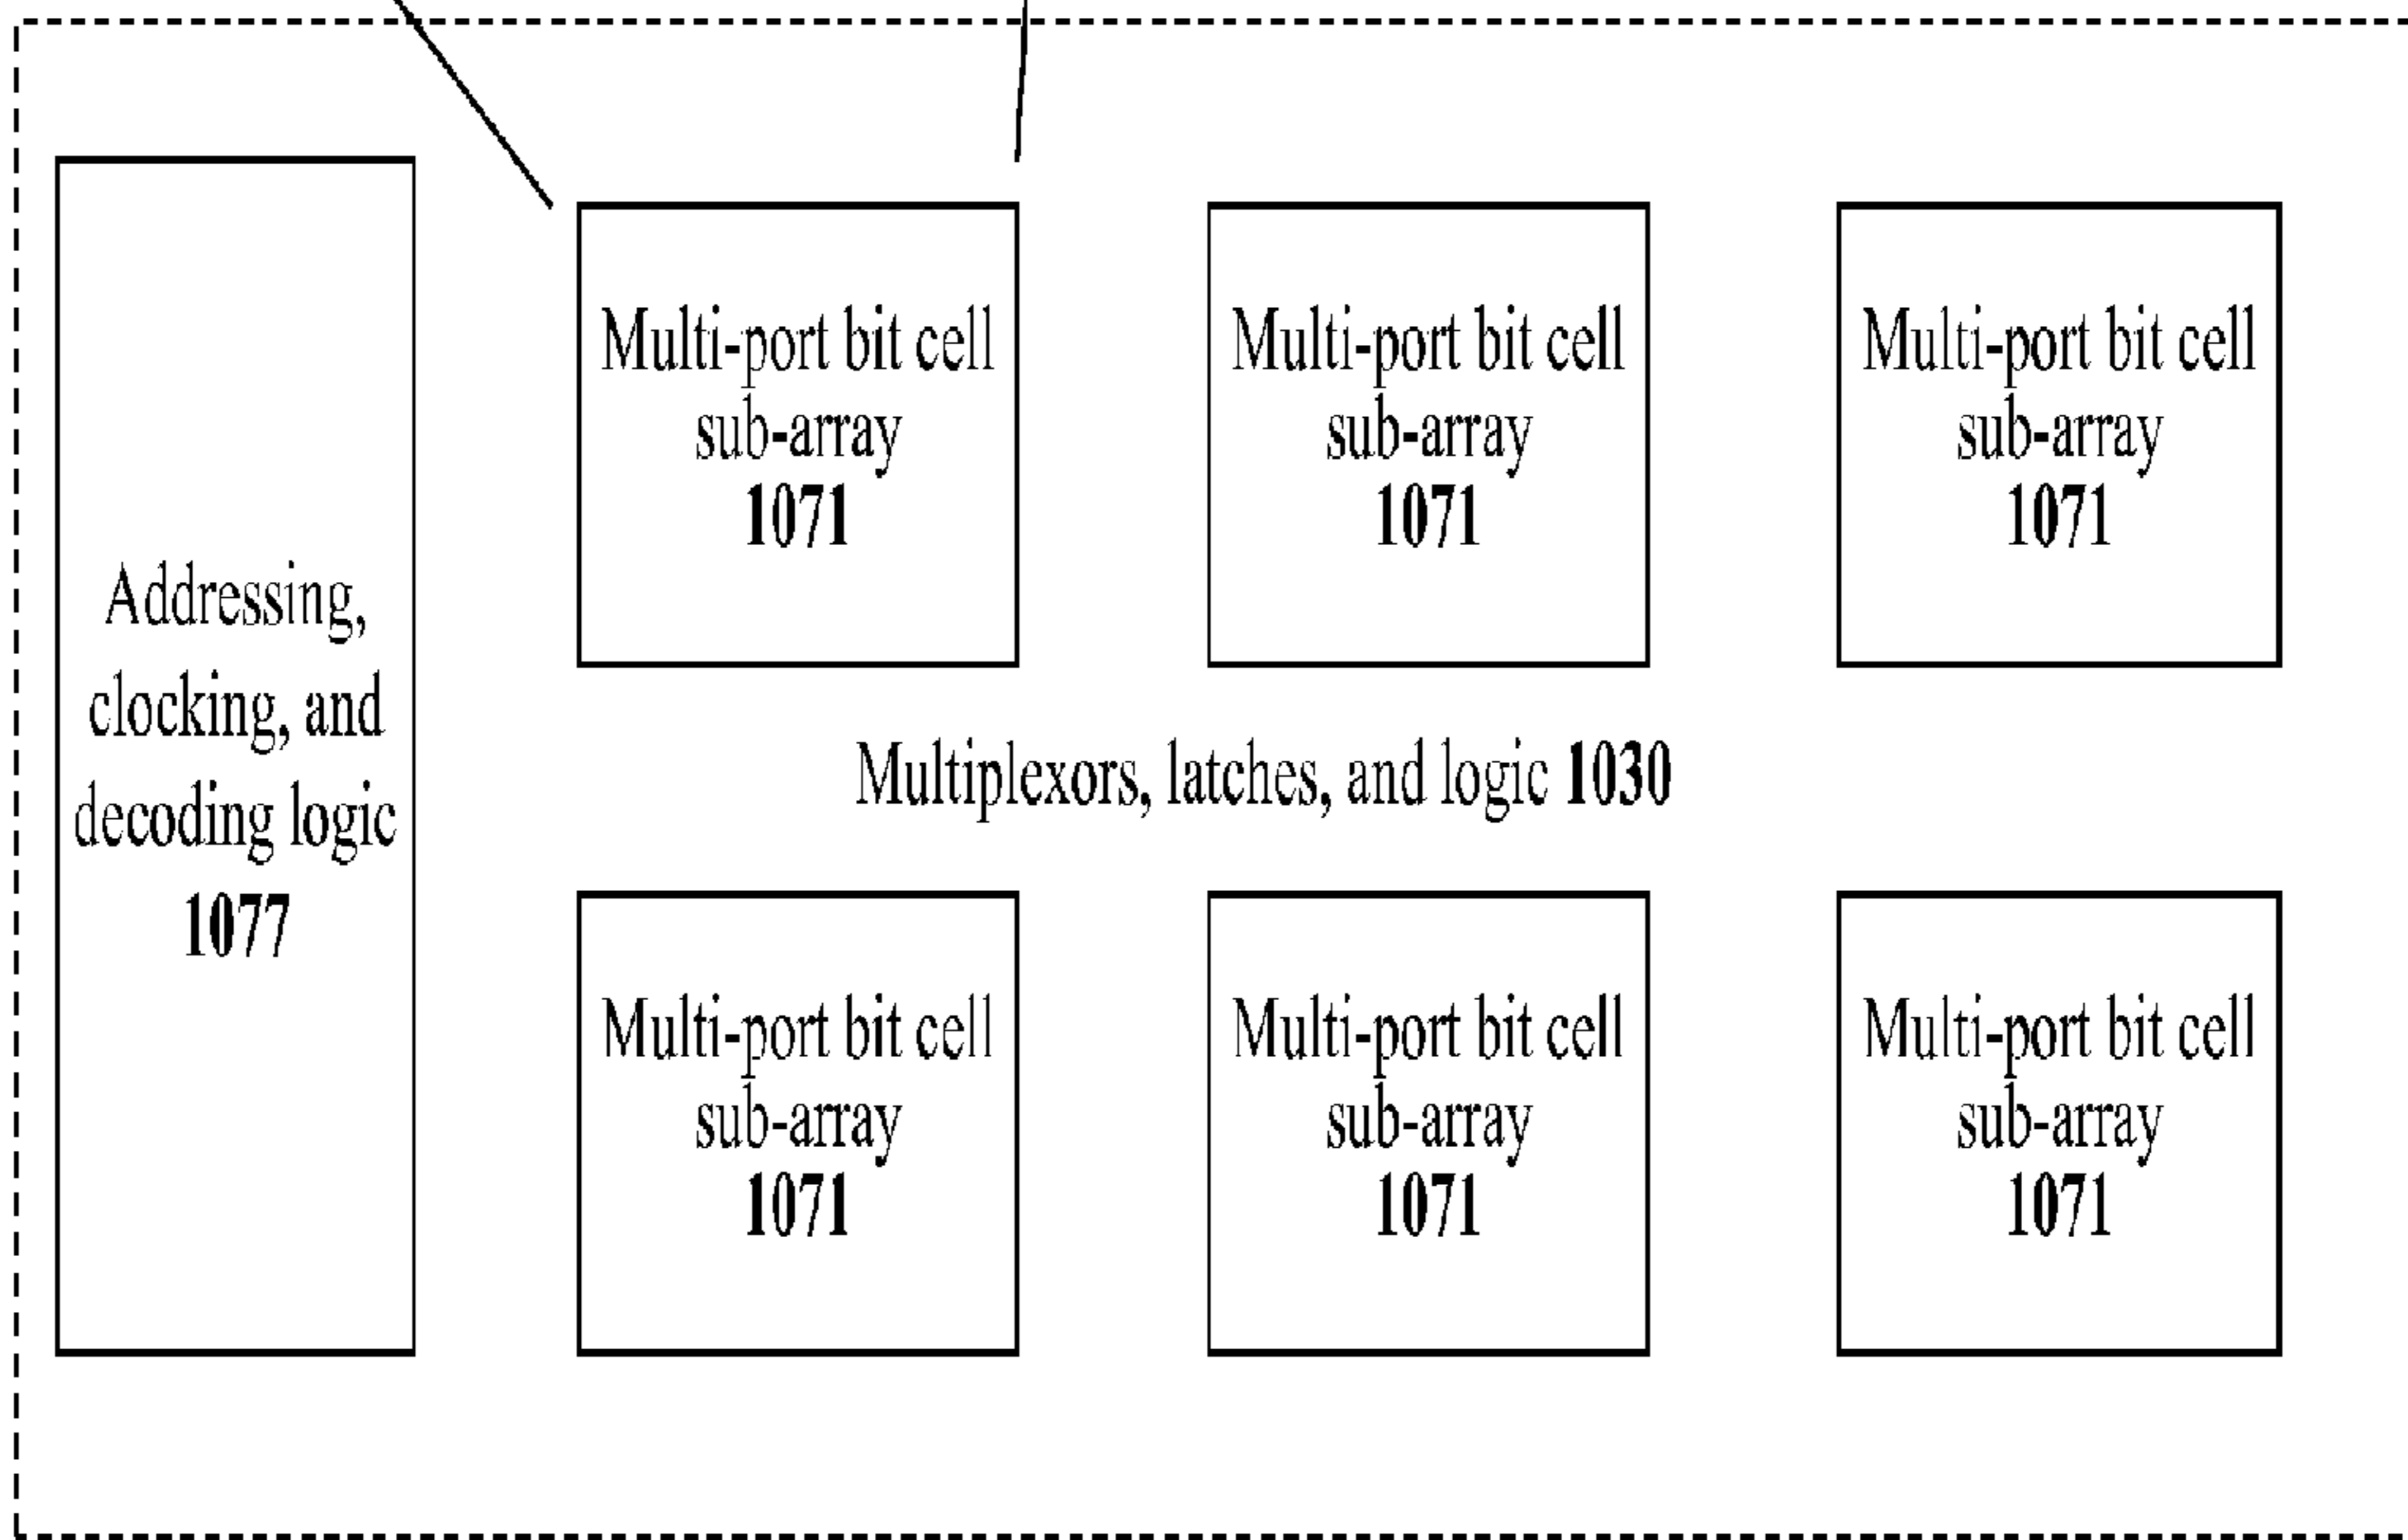 Addressing,
clocking, and
decoding logic
1077
Multi-port bit cell
sub-array
1071
Multi-port bit cell
sub-array
1071
Multi-port bit cell
sub-array
1071
Multiplexors, latches, and logic 1030
Multi-port bit cell
sub-array
1071
Multi-port bit cell
sub-array
1071
Multi-port bit cell
sub-array
1071